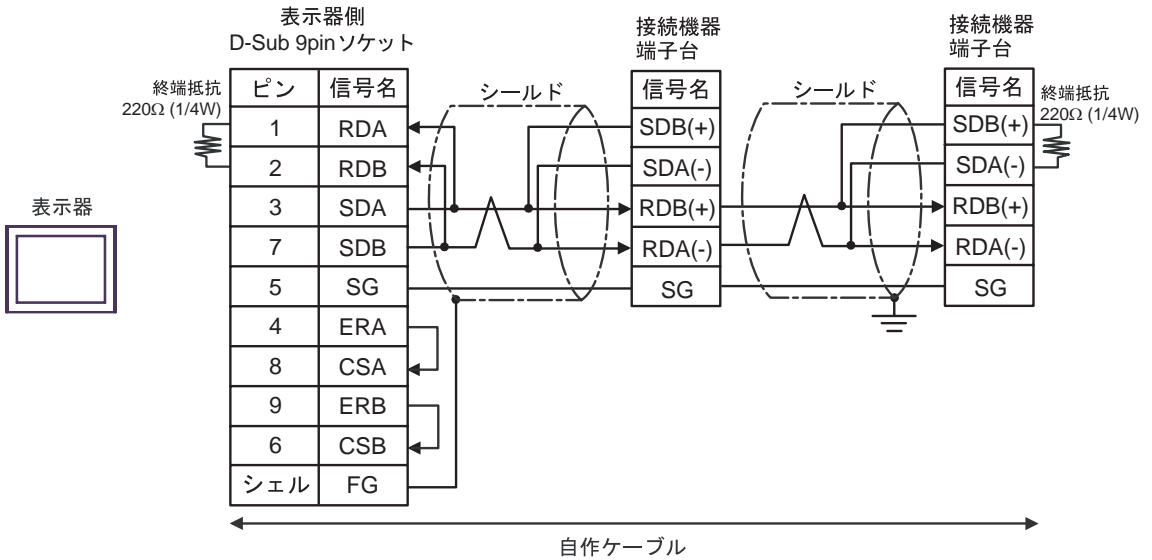 表示器側
D-Sub 9pinソケット
接続機器
端子台
接続機器
端子台
終端抵抗
220Ω (1/4W)
ピン 信号名
1 RDA
2 RDB
3 SDA
7 SDB
5 SG
4 ERA
8 CSA
9 ERB
6 CSB
シェル FG
シールド
信号名
SDB(+)
SDA(-)
RDB(+)
RDA(-)
SG
シールド
信号名
SDB(+)
SDA(-)
RDB(+)
RDA(-)
SG
終端抵抗
220Ω (1/4W)
表示器
自作ケーブル